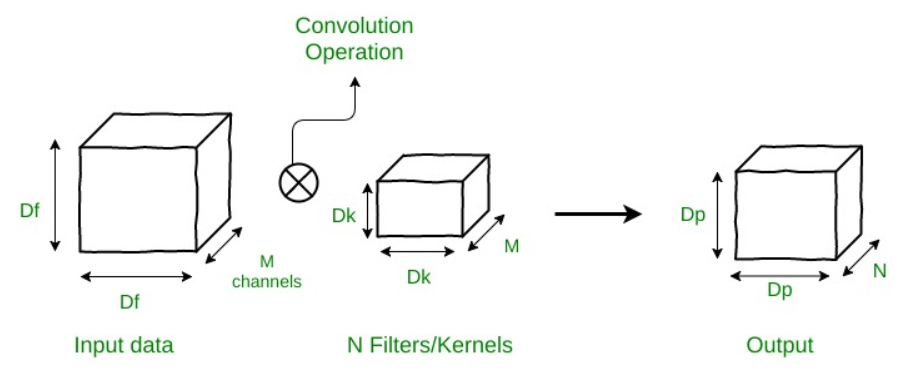 Convolution
Operation
Df
Df
M
channels
Input data
Dk
Dk
M
N Filters/Kernels
Dp
Dp
N
Output